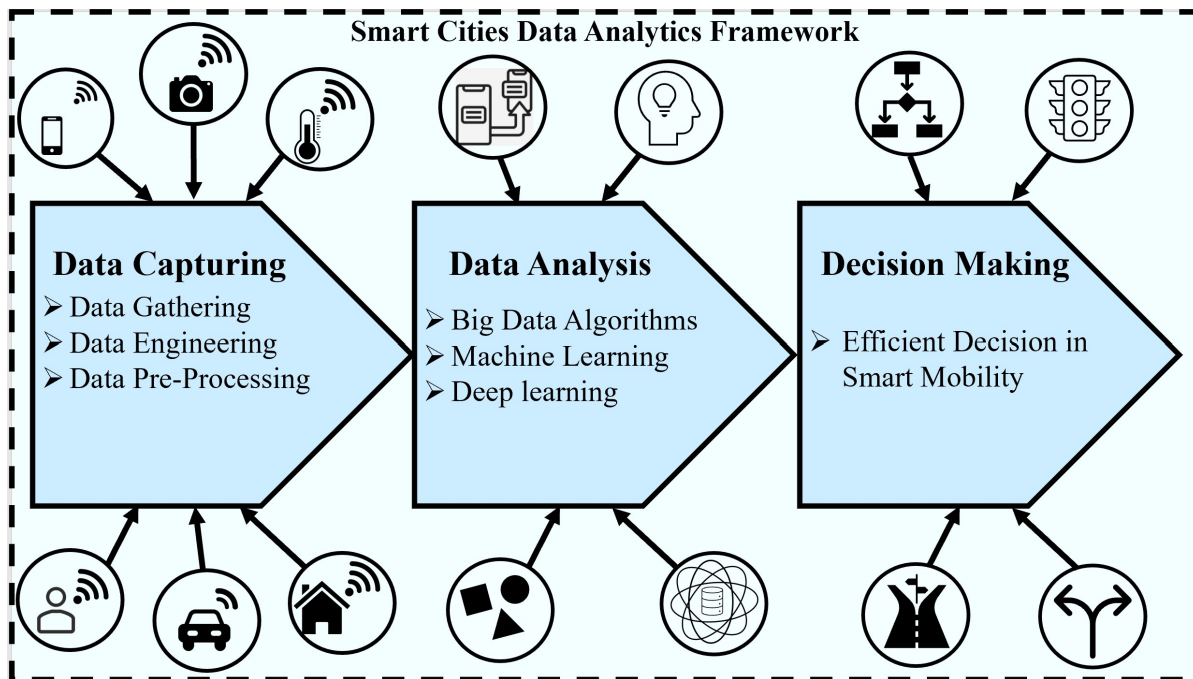 Smart Cities Data Analytics Framework
Data Capturing
➢ Data Gathering
➢ Data Engineering
➢ Data Pre-Processing
Data Analysis
➢ Big Data Algorithms
➢ Machine Learning
➢ Deep learning
Decision Making
➢ Efficient Decision in
Smart Mobility